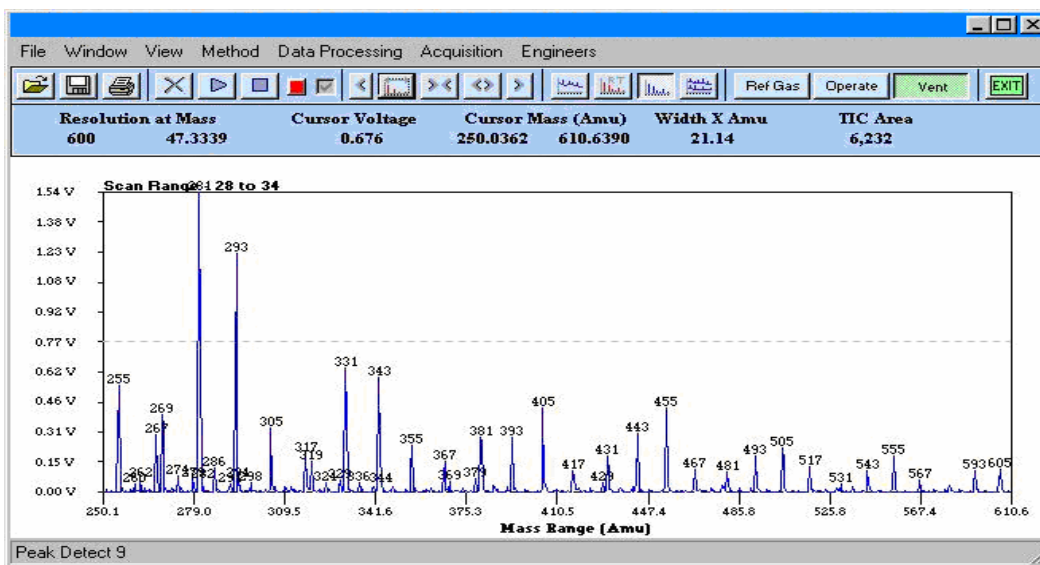 File Window View Method Data Processing Acquisition Engineers
Ref Gas Operate Vent EXIT
Resolution at Mass Cursor Voltage Cursor Mass (Amu) Width X Amu TIC Area
600 47.3339 0.676 250.0362 610.6390 21.14 6,232
Scan Range 28 to 34
1.54 V
1.38 V
1.23 V
1.08 V
0.92 V
0.77 V
0.62 V
0.46 V
0.31 V
0.15 V
0.00 V
255 262 267 269 274 281 286 293 298 305 317 319 329 331 336 343 344 355 367 369 379 381 393 405 417 429 431 443 455 467 481 493 505 517 531 543 555 567 593 605
250.1 279.0 309.5 341.6 375.3 410.5 447.4 485.8 525.8 567.4 610.6
Mass Range (Amu)
Peak Detect 9